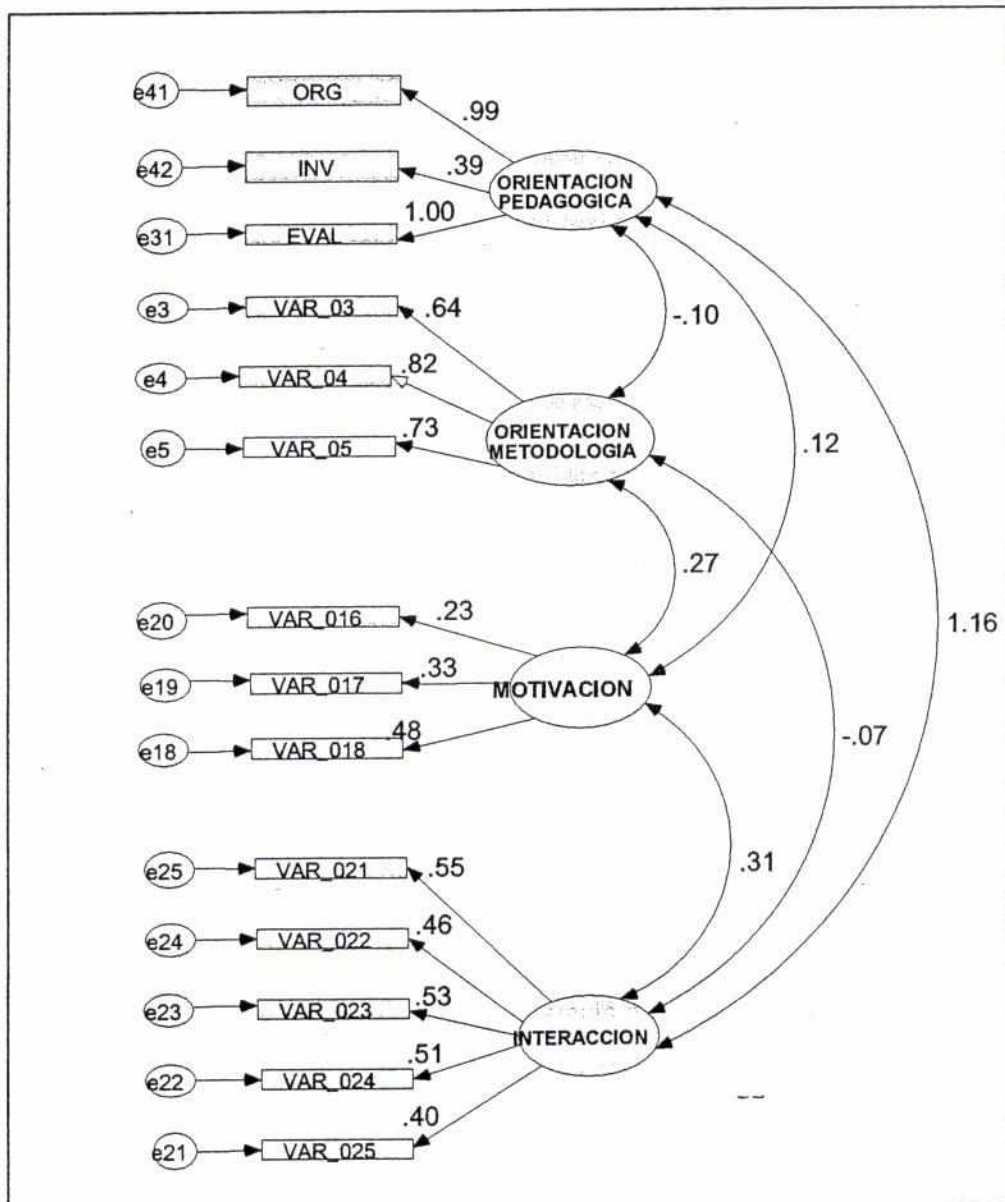 e41
ORG
.99
e42
INV
.39
ORIENTACION
PEDAGOGICA
e31
EVAL
1.00
e3
VAR_03
.64
-.10
e4
VAR_04
.82
ORIENTACION
METODOLOGIA
.12
e5
VAR_05
.73
.27
e20
VAR_016
.23
1.16
e19
VAR_017
.33
MOTIVACION
e18
VAR_018
.48
-.07
e25
VAR_021
.55
.31
e24
VAR_022
.46
e23
VAR_023
.53
INTERACCION
e22
VAR_024
.51
e21
VAR_025
.40